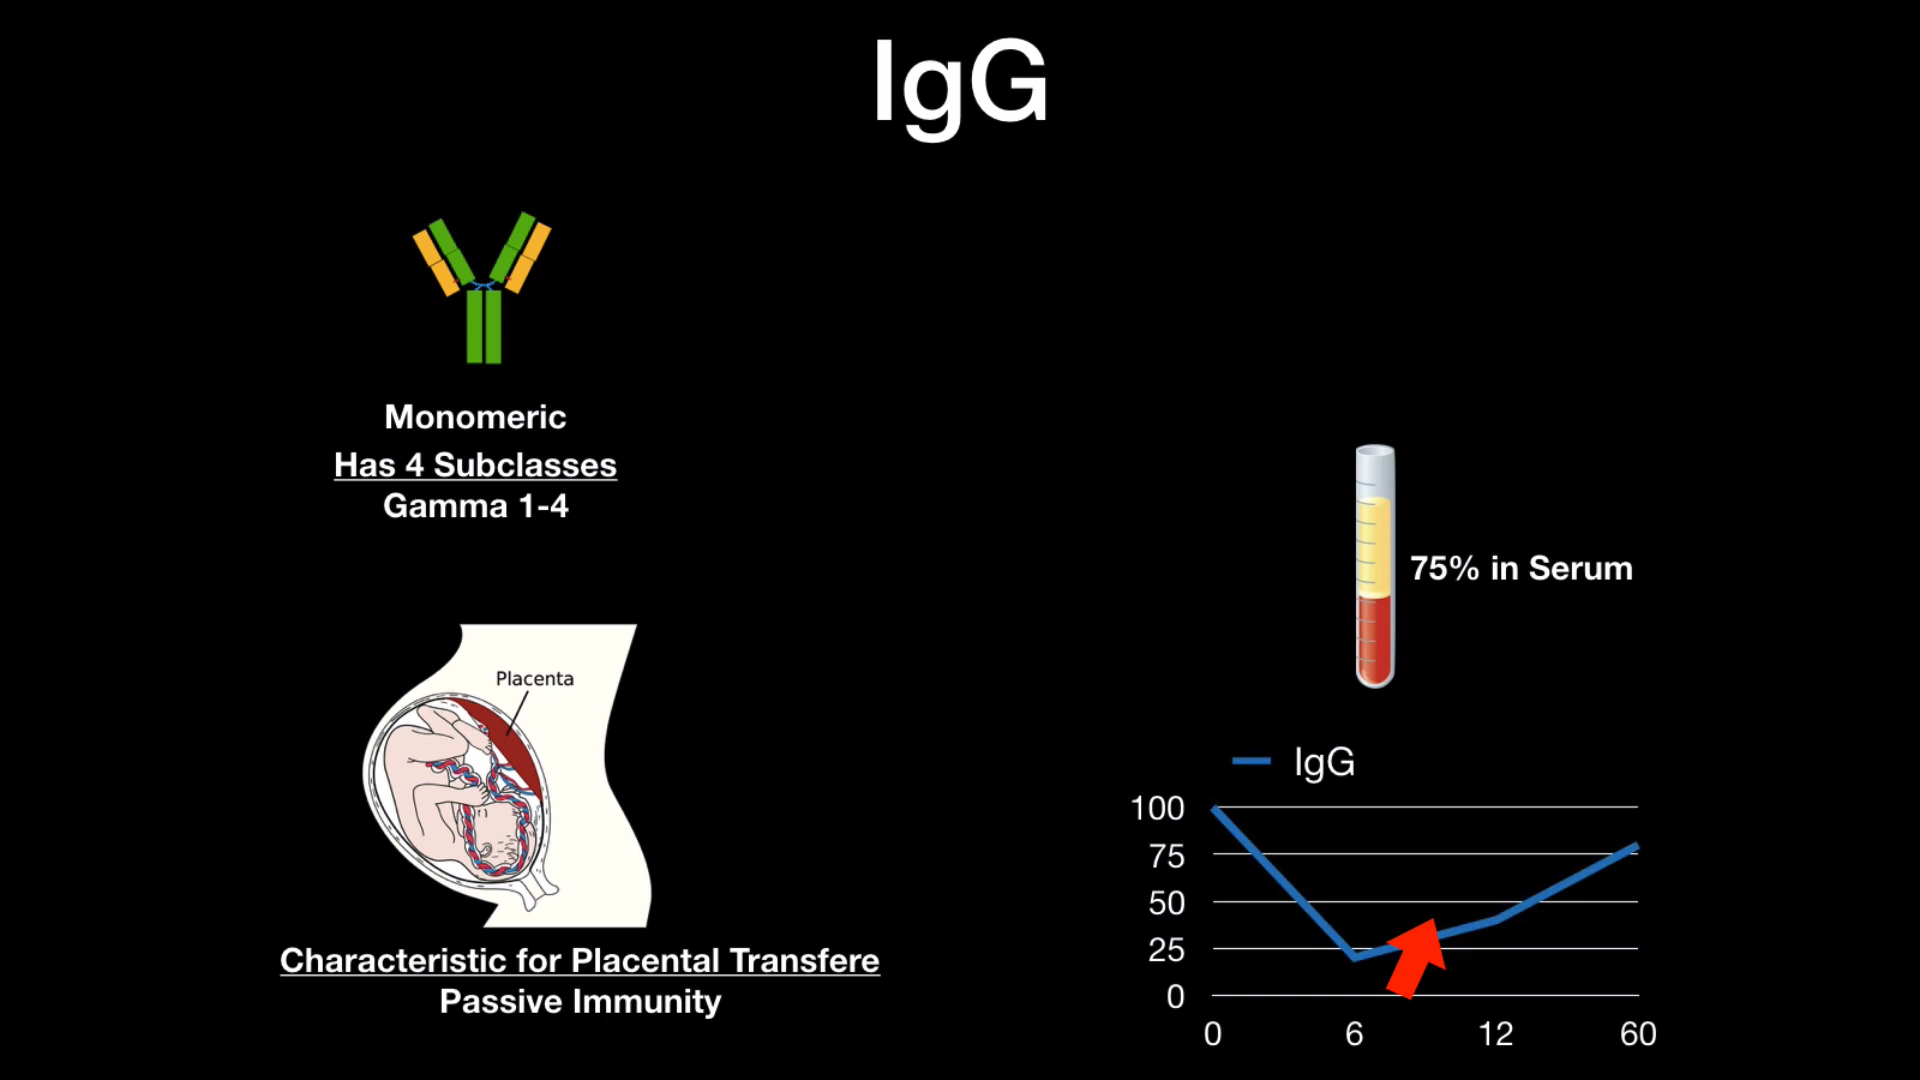 IgG
Monomeric
Has 4 Subclasses
Gamma 1-4
75% in Serum
Placenta
Characteristic for Placental Transfere
Passive Immunity
IgG
100
75
50
25
0
0 6 12 60